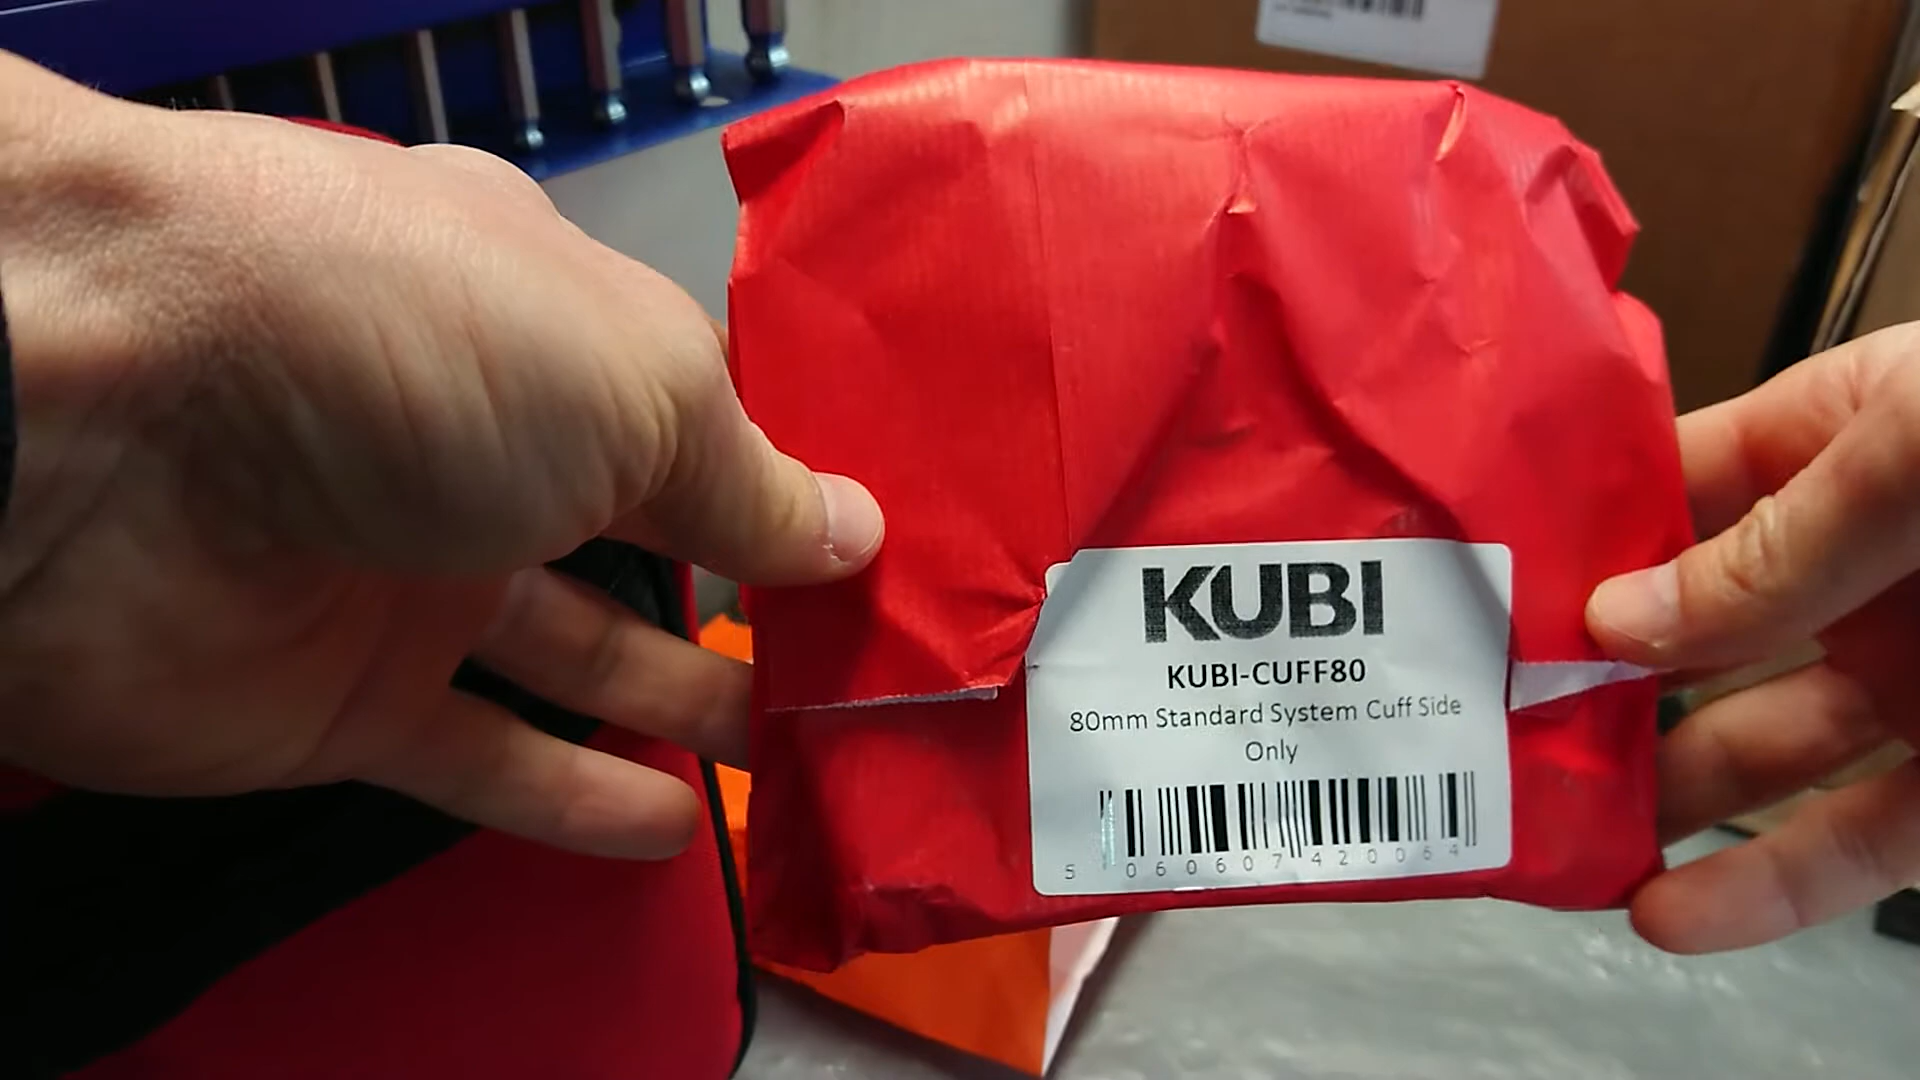 KUBI
KUBI-CUFF80
80mm Standard System Cuff Side
Only
5 060607 420064